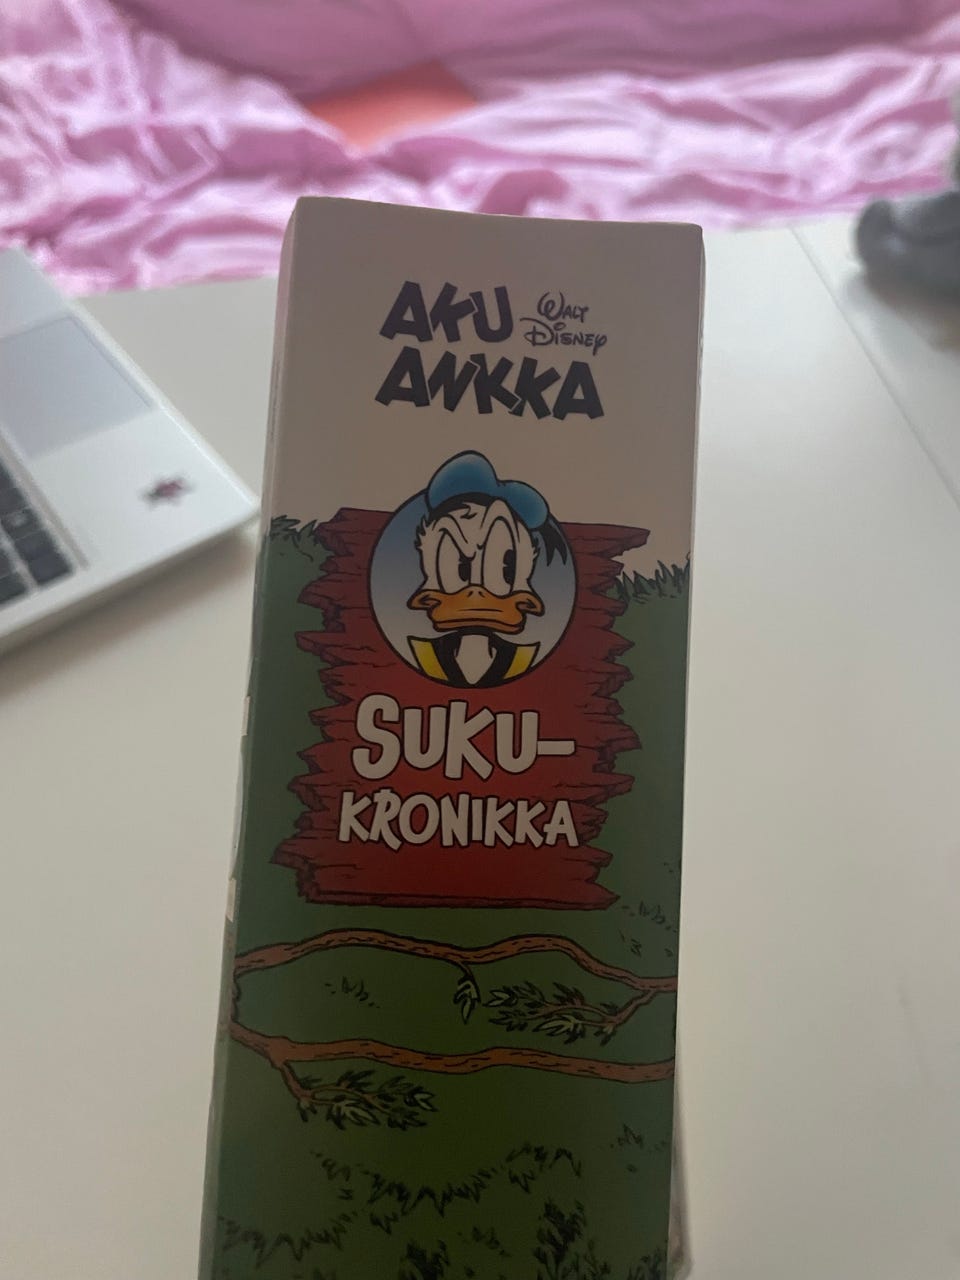 AKU
Walt
Disney
ANKKA
SUKU-
KRONIKKA